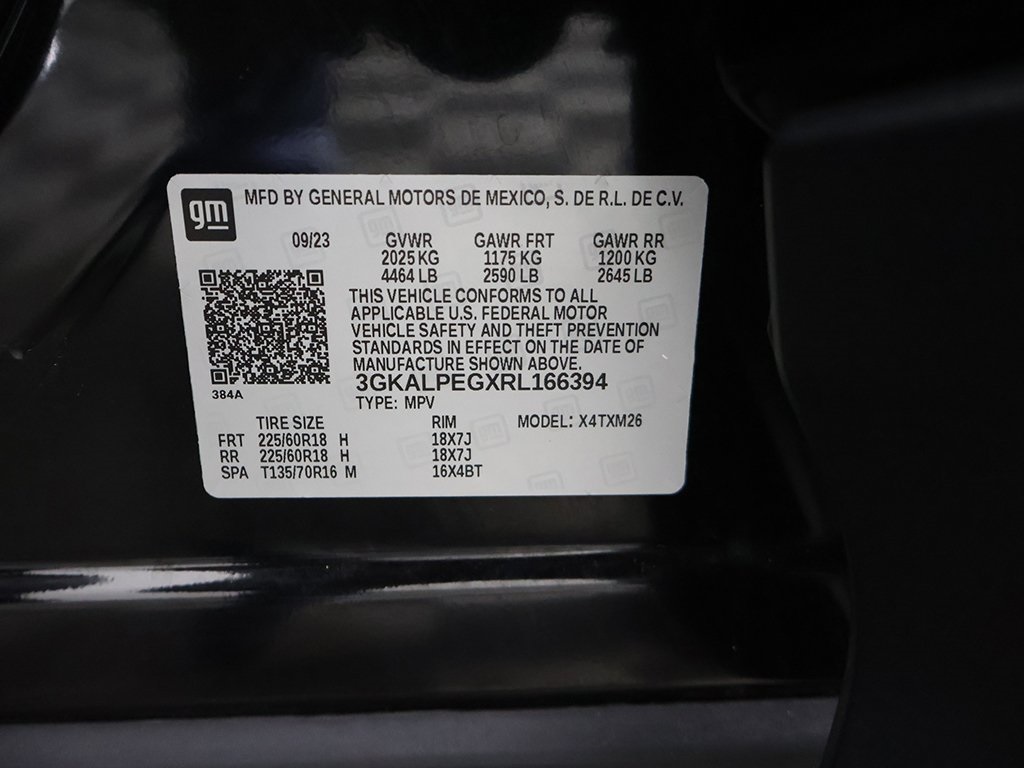 gm
MFD BY GENERAL MOTORS DE MEXICO, S. DE R.L. DE C.V.
09/23 GVWR GAWR FRT GAWR RR
2025 KG 1175 KG 1200 KG
4464 LB 2590 LB 2645 LB
THIS VEHICLE CONFORMS TO ALL
APPLICABLE U.S. FEDERAL MOTOR
VEHICLE SAFETY AND THEFT PREVENTION
STANDARDS IN EFFECT ON THE DATE OF
MANUFACTURE SHOWN ABOVE.
3GKALPEGXRL166394
384A
TYPE: MPV
TIRE SIZE RIM MODEL: X4TXM26
FRT 225/60R18 H 18X7J
RR 225/60R18 H 18X7J
SPA T135/70R16 M 16X4BT